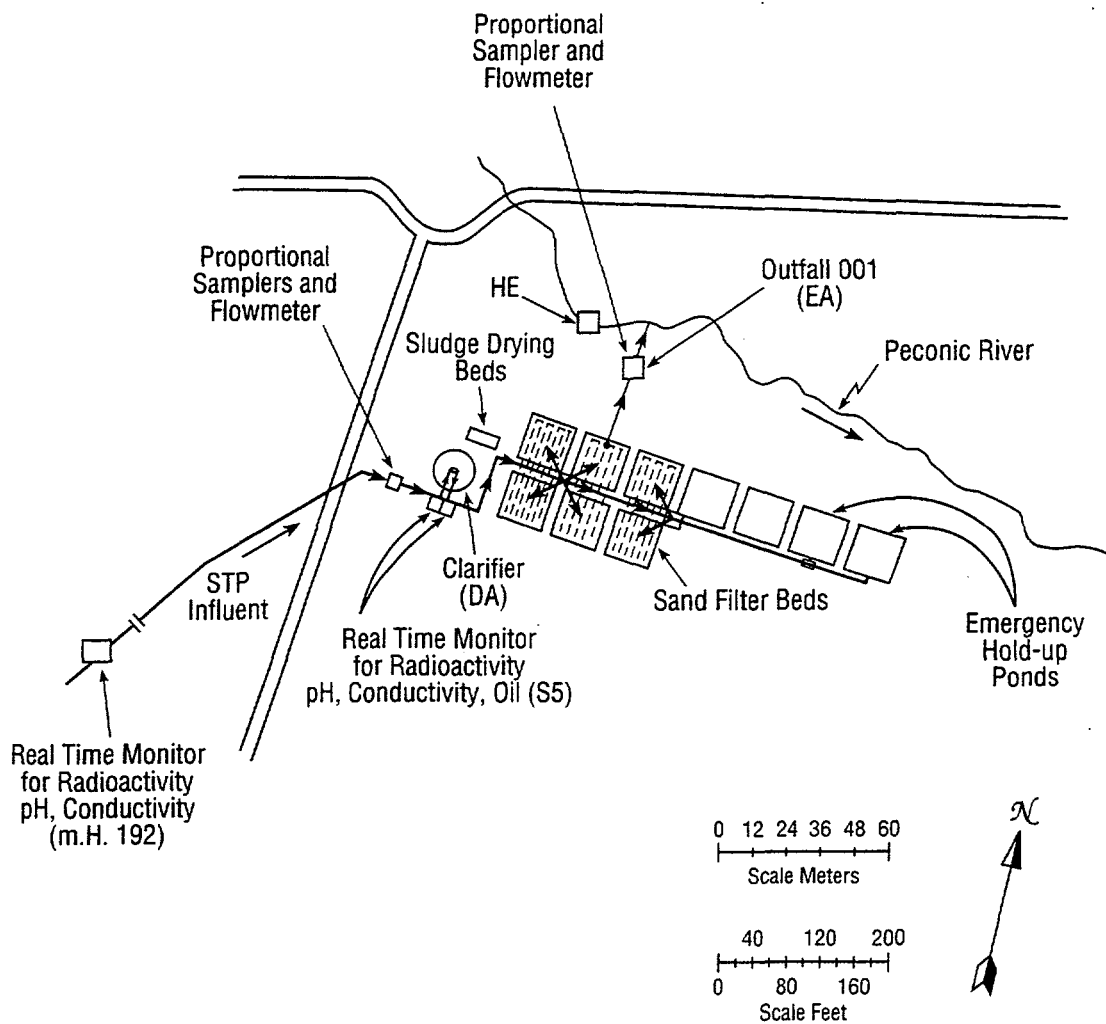 Proportional
Sampler and
Flowmeter
Proportional
Samplers and
Flowmeter
HE
Outfall 001
(EA)
Sludge Drying
Beds
Peconic River
STP
Influent
Clarifier
(DA)
Sand Filter Beds
Emergency
Hold-up
Ponds
Real Time Monitor
for Radioactivity
pH, Conductivity, Oil (S5)
Real Time Monitor
for Radioactivity
pH, Conductivity
(m.H. 192)
N
0 12 24 36 48 60
Scale Meters
40 120 200
0 80 160
Scale Feet